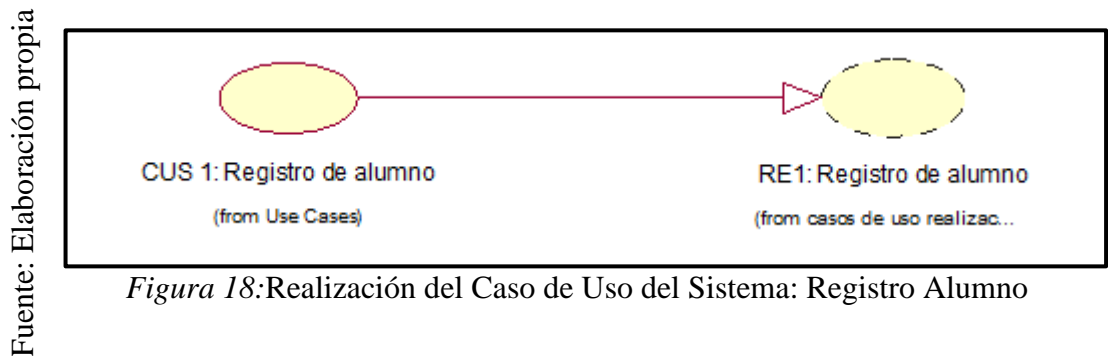 Fuente: Elaboración propia
CUS 1: Registro de alumno
(from Use Cases)
RE1: Registro de alumno
(from casos de uso realizac...
Figura 18:Realización del Caso de Uso del Sistema: Registro Alumno